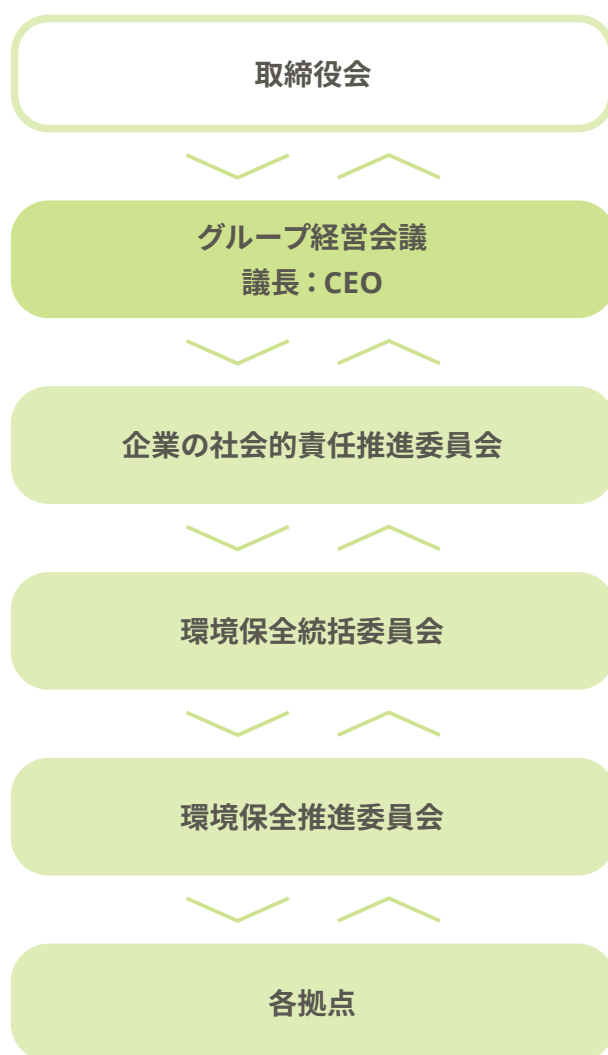 取締役会
グループ経営会議
議長：CEO
企業の社会的責任推進委員会
環境保全統括委員会
環境保全推進委員会
各拠点